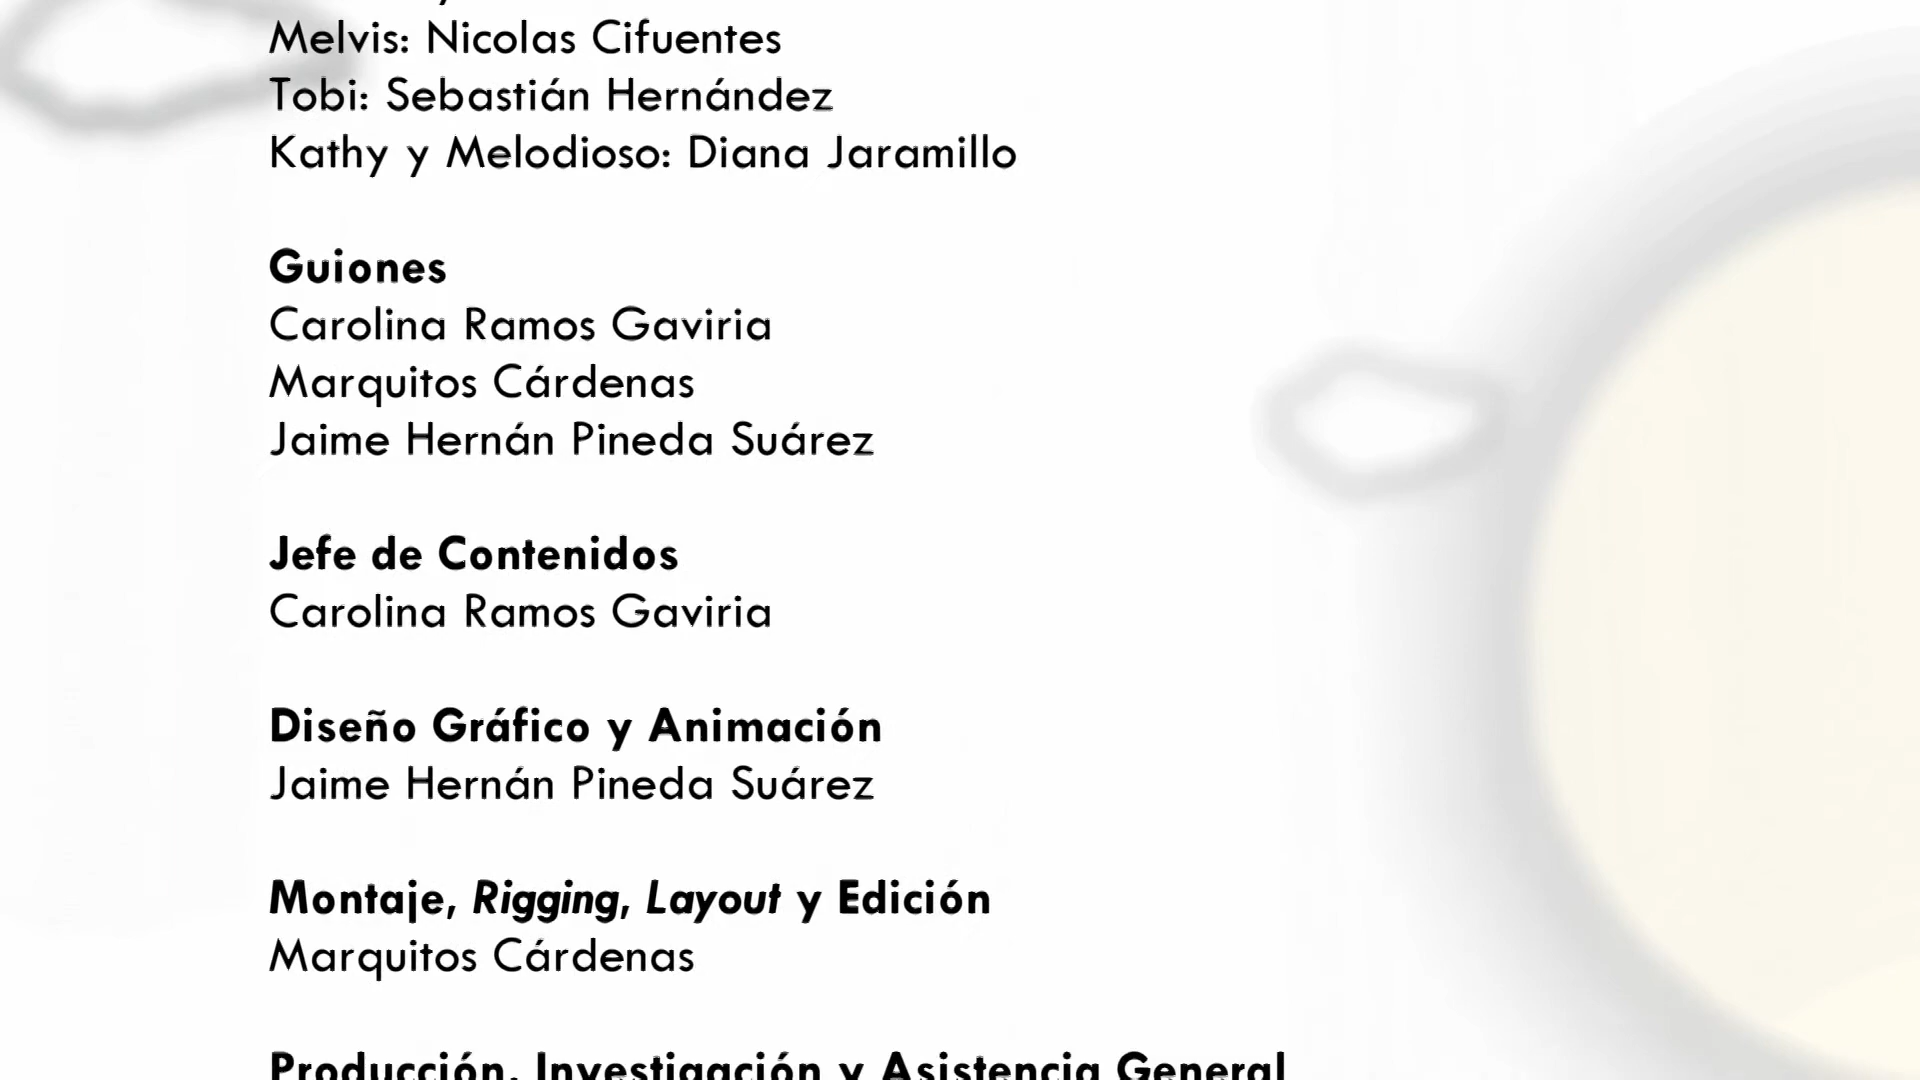 Melvis: Nicolas Cifuentes
Tobi: Sebastián Hernández
Kathy y Melodioso: Diana Jaramillo
Guiones
Carolina Ramos Gaviria
Marquitos Cárdenas
Jaime Hernán Pineda Suárez
Jefe de Contenidos
Carolina Ramos Gaviria
Diseño Gráfico y Animación
Jaime Hernán Pineda Suárez
Montaje, Rigging, Layout y Edición
Marquitos Cárdenas
Producción, Investigación y Asistencia General